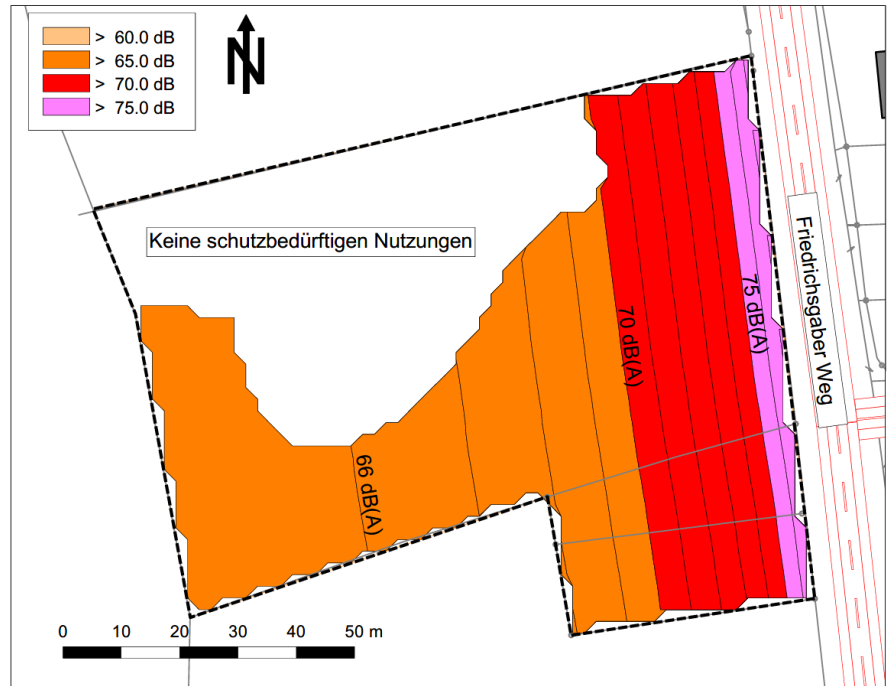 > 60.0 dB
> 65.0 dB
> 70.0 dB
> 75.0 dB
N
Keine schutzbedürftigen Nutzungen
Friedrichsgaber Weg
75 dB(A)
70 dB(A)
66 dB(A)
0 10 20 30 40 50 m